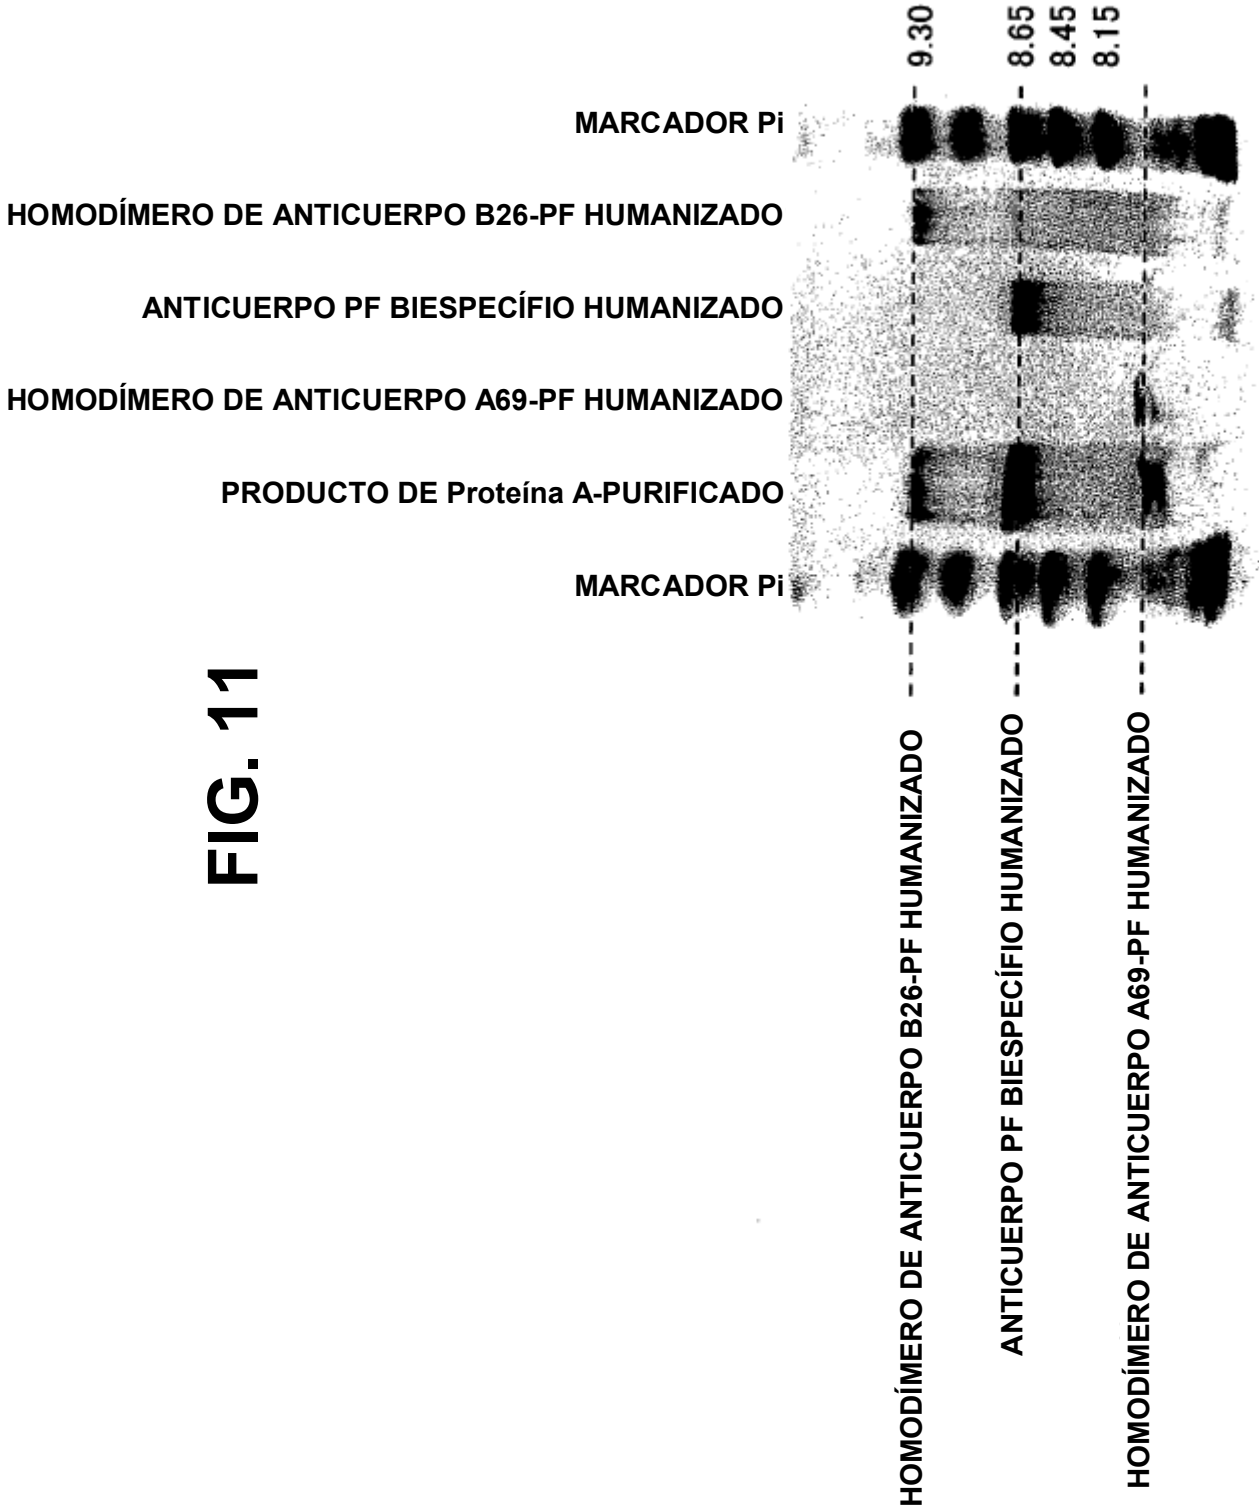 9.30
8.65
8.45
8.15
MARCADOR Pi
HOMODÍMERO DE ANTICUERPO B26-PF HUMANIZADO
ANTICUERPO PF BIESPECÍFIO HUMANIZADO
HOMODÍMERO DE ANTICUERPO A69-PF HUMANIZADO
PRODUCTO DE Proteína A-PURIFICADO
MARCADOR Pi
FIG. 11
HOMODÍMERO DE ANTICUERPO B26-PF HUMANIZADO
ANTICUERPO PF BIESPECÍFIO HUMANIZADO
HOMODÍMERO DE ANTICUERPO A69-PF HUMANIZADO